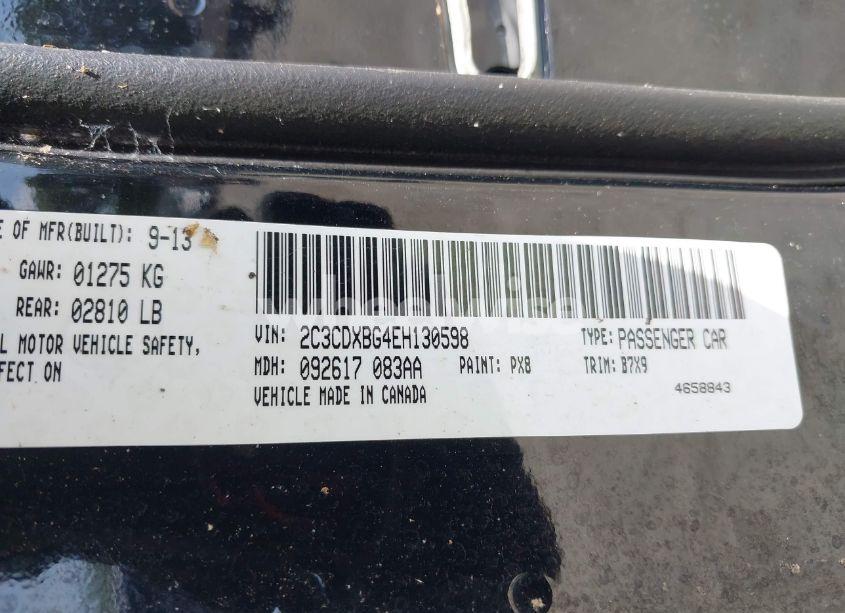 E OF MFR(BUILT): 9-13
GAWR: 01275 KG
REAR: 02810 LB
L MOTOR VEHICLE SAFETY,
FECT ON
VIN: 2C3CDXBG4EH130598
TYPE: PASSENGER CAR
MDH: 092617 083AA
PAINT: PX8
TRIM: B7X9
VEHICLE MADE IN CANADA
4658843